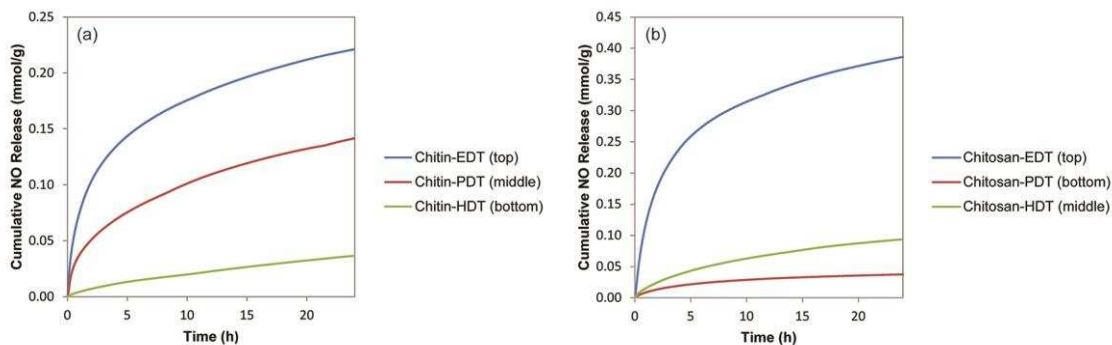 (a)
Cumulative NO Release (mmol/g)
0.25
0.20
0.15
0.10
0.05
0.00
0 5 10 15 20
Time (h)
Chitin-EDT (top)
Chitin-PDT (middle)
Chitin-HDT (bottom)
(b)
Cumulative NO Release (mmol/g)
0.45
0.40
0.35
0.30
0.25
0.20
0.15
0.10
0.05
0.00
0 5 10 15 20
Time (h)
Chitosan-EDT (top)
Chitosan-PDT (bottom)
Chitosan-HDT (middle)